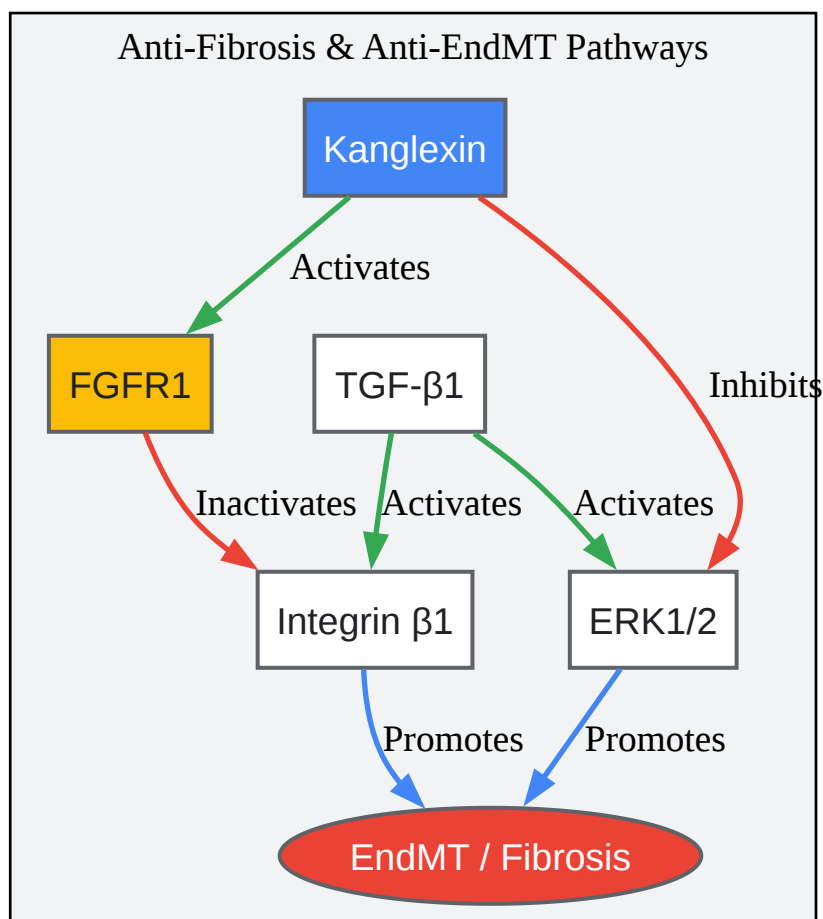 Anti-Fibrosis & Anti-EndMT Pathways
Kanglexin
Activates
FGFR1
TGF-β1
Inhibits
Inactivates
Activates
Activates
Integrin β1
ERK1/2
Promotes
Promotes
EndMT / Fibrosis